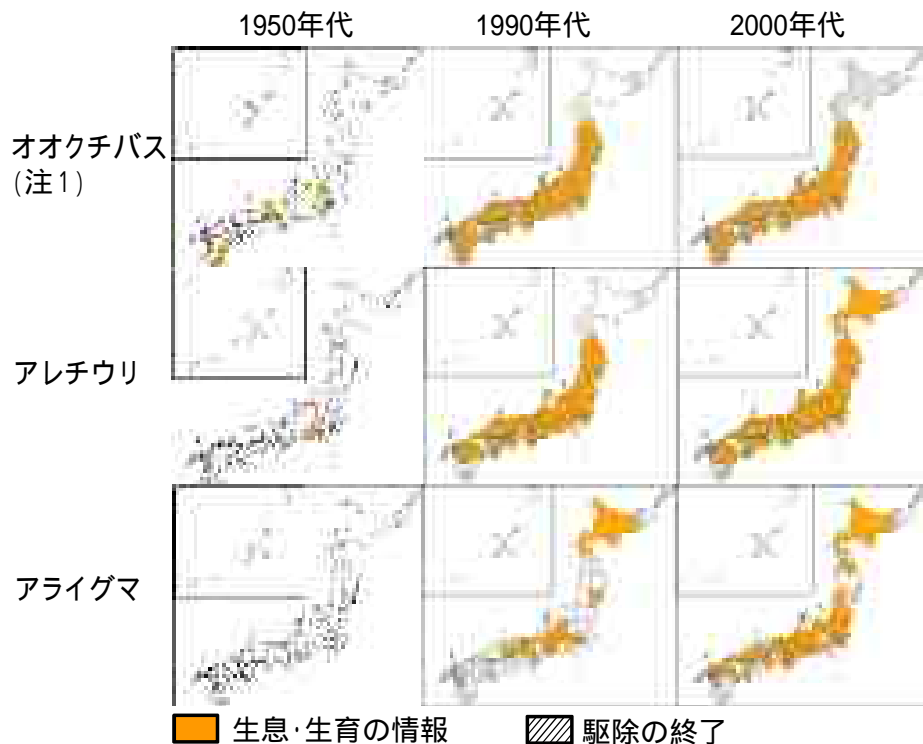 1950年代
1990年代
2000年代
オオクチバス
(注1)
アレチウリ
アライグマ
生息・生育の情報
駆除の終了